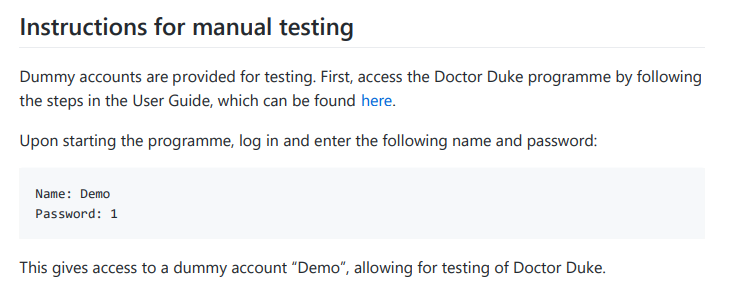 Instructions for manual testing
Dummy accounts are provided for testing. First, access the Doctor Duke programme by following
the steps in the User Guide, which can be found here.
Upon starting the programme, log in and enter the following name and password:
Name: Demo
Password: 1
This gives access to a dummy account “Demo”, allowing for testing of Doctor Duke.